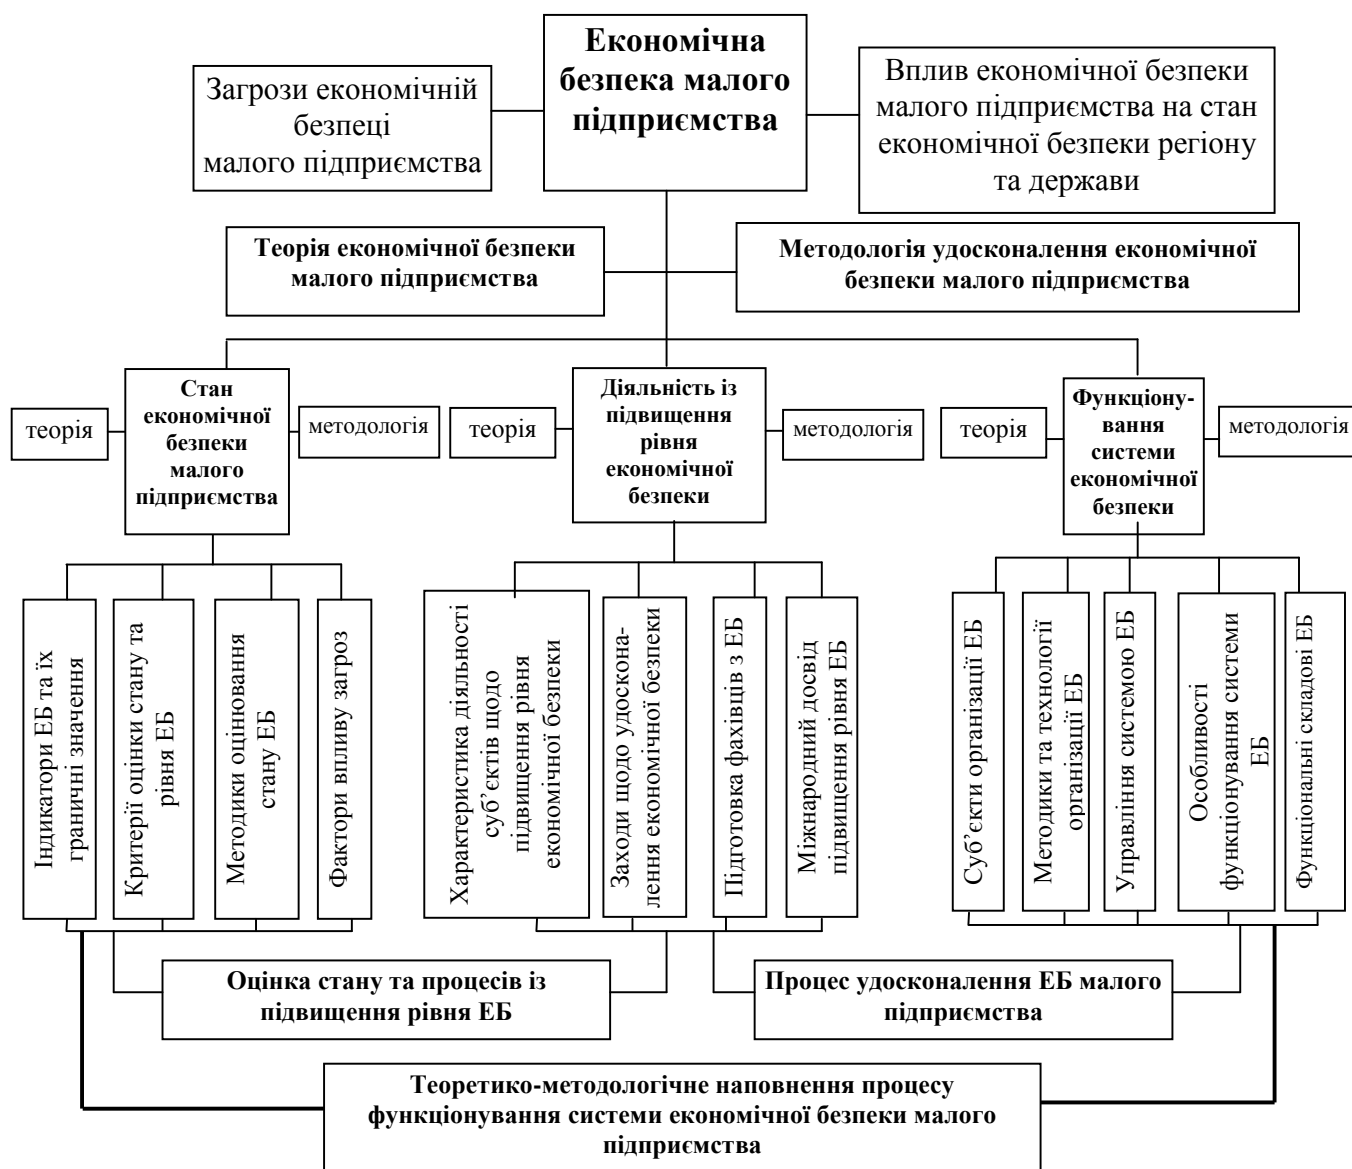 Економічна
безпека малого
підприємства
Загрози економічній
безпеці
малого підприємства
Вплив економічної безпеки
малого підприємства на стан
економічної безпеки регіону
та держави
Теорія економічної безпеки
малого підприємства
Методологія удосконалення економічної
безпеки малого підприємства
теорія
Стан
економічної
безпеки
малого
підприємства
методологія
теорія
Діяльність із
підвищення
рівня
економічної
безпеки
методологія
теорія
Функціону-
вання
системи
економічної
безпеки
методологія
Індикатори ЕБ та їх
граничні значення
Критерії оцінки стану та
рівня ЕБ
Методики оцінювання
стану ЕБ
Фактори впливу загроз
Характеристика діяльності
суб’єктів щодо
підвищення рівня
економічної безпеки
Заходи щодо удоскона-
лення економічної безпеки
Підготовка фахівців з ЕБ
Міжнародний досвід
підвищення рівня ЕБ
Суб’єкти організації ЕБ
Методики та технології
організації ЕБ
Управління системою ЕБ
Особливості
функціонування системи
ЕБ
Функціональні складові ЕБ
Оцінка стану та процесів із
підвищення рівня ЕБ
Процес удосконалення ЕБ малого
підприємства
Теоретико-методологічне наповнення процесу
функціонування системи економічної безпеки малого
підприємства